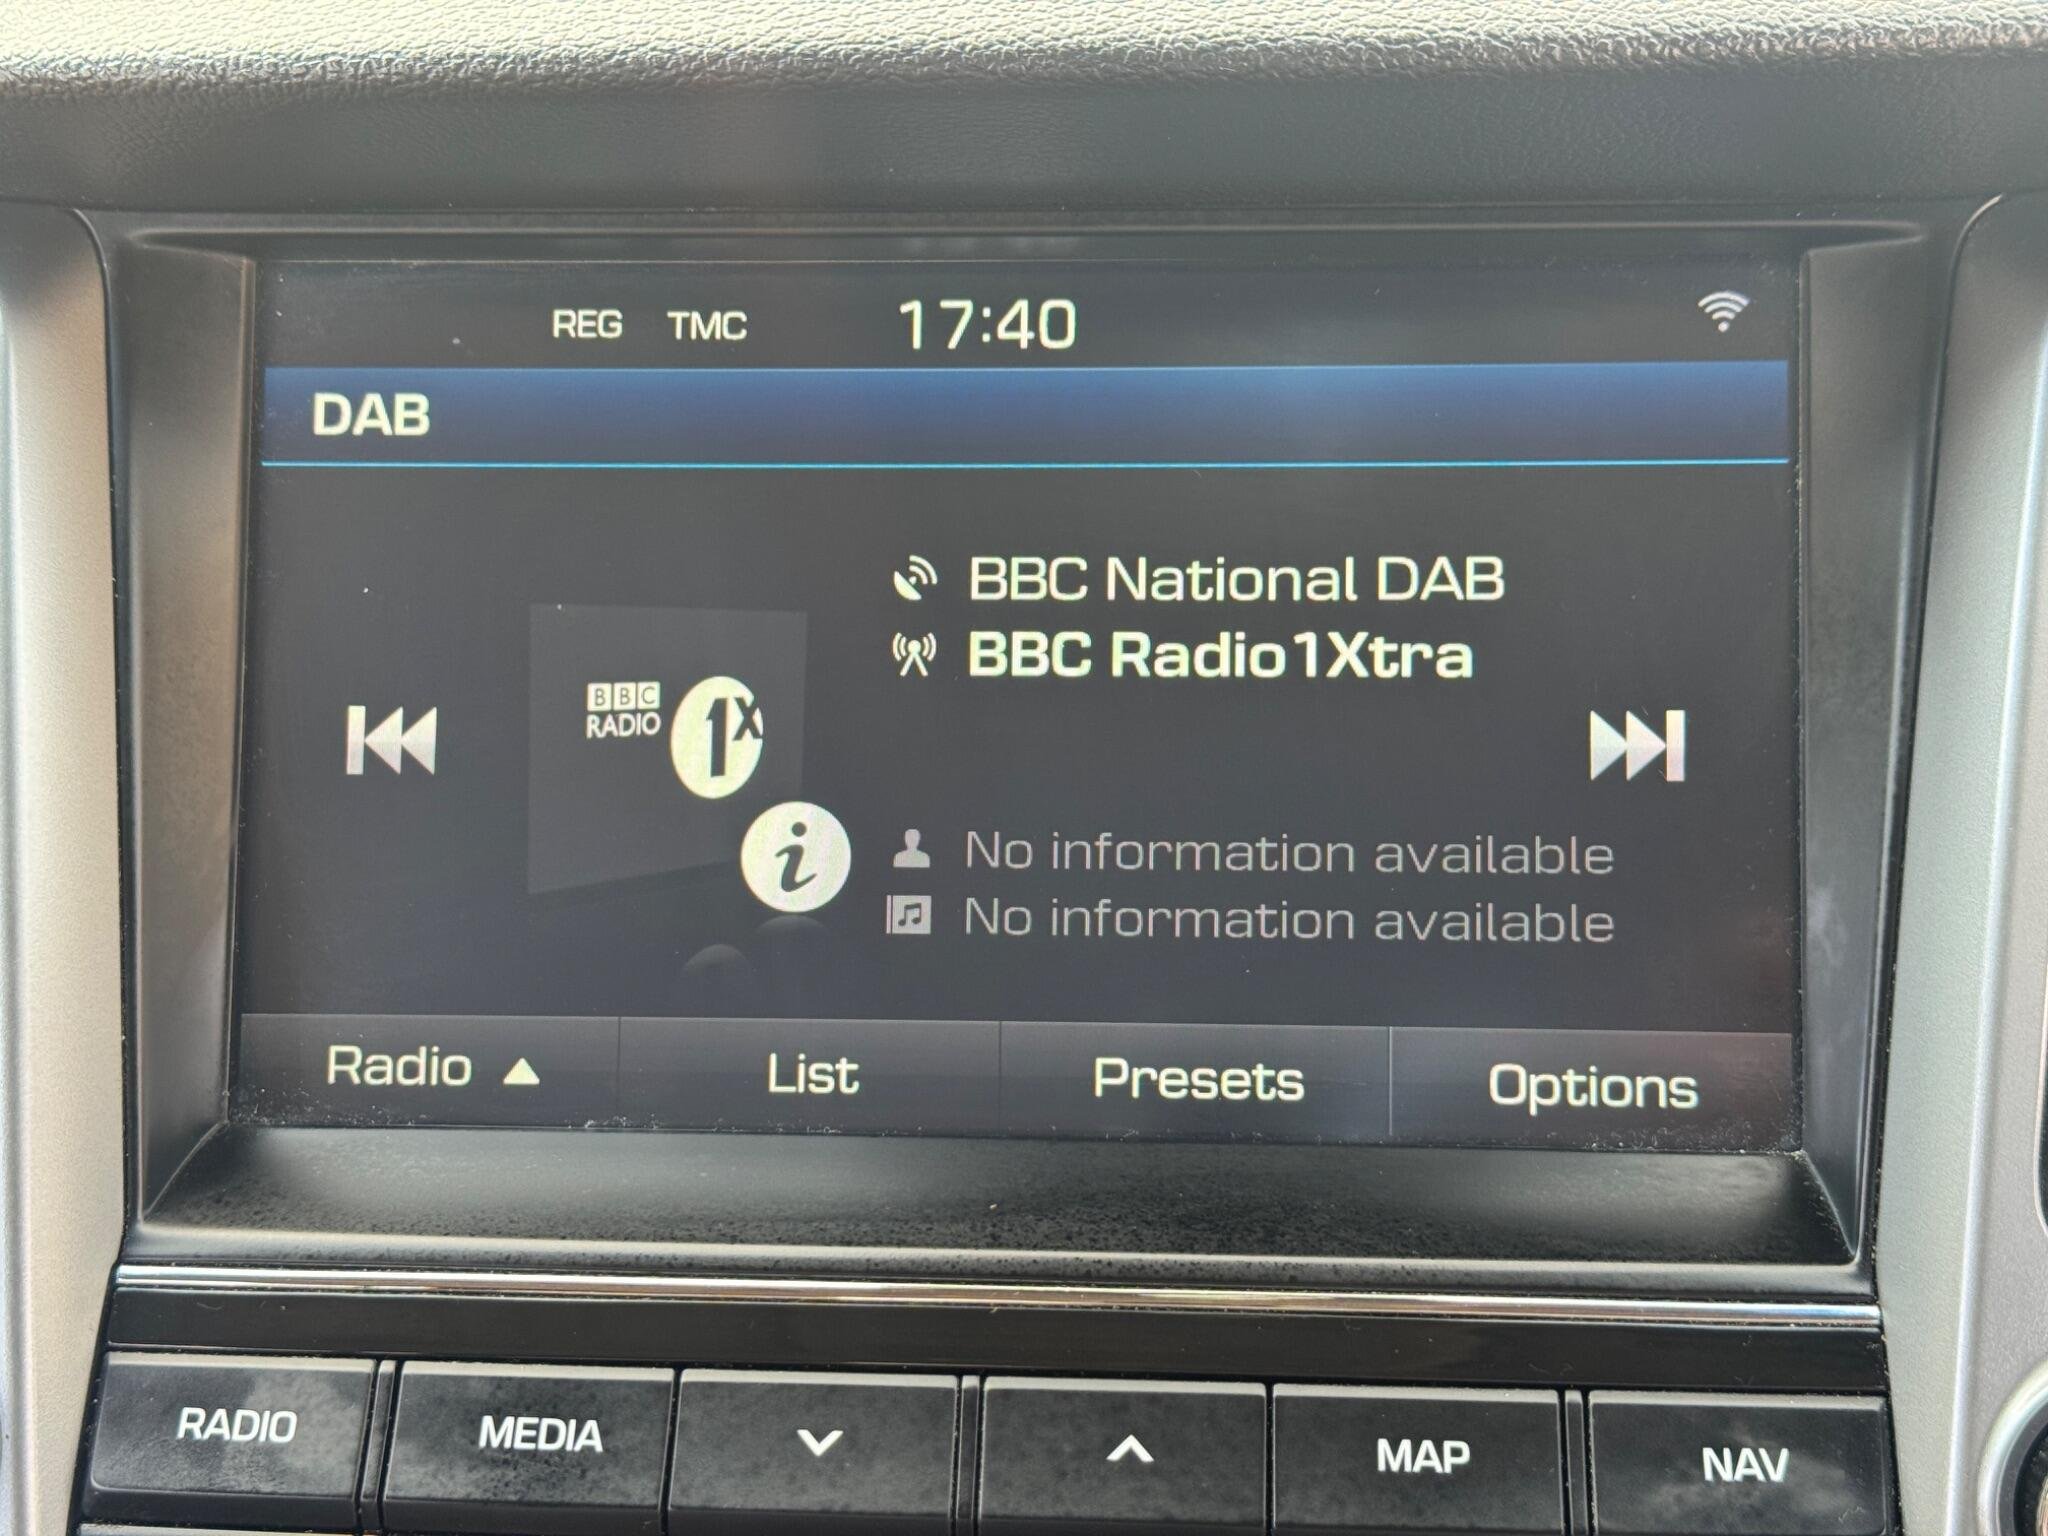 REG TMC 17:40
DAB
BBC National DAB
BBC Radio1Xtra
BBC
RADIO 1X
i
No information available
No information available
Radio ▲ List Presets Options
RADIO MEDIA MAP NAV